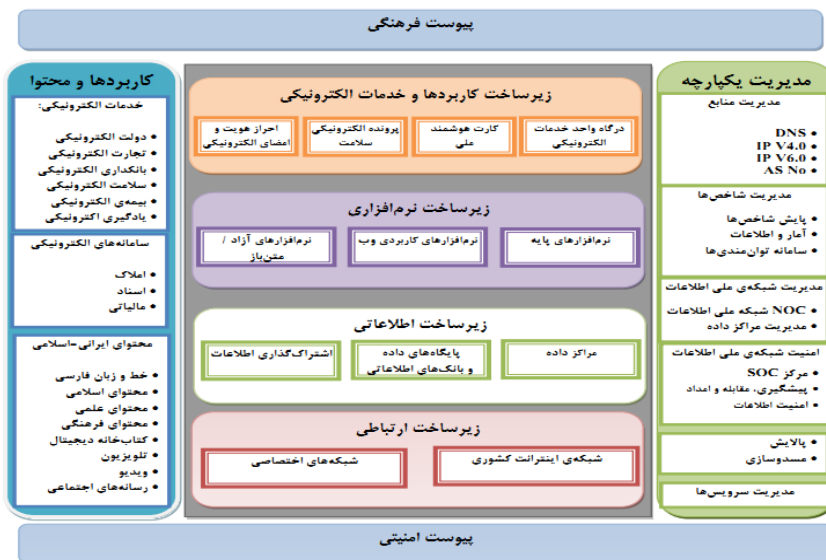 پیوست فرهنگی
مدیریت یکپارچه
مدیریت منابع
DNS
IP V4.0
IP V6.0
AS No
مدیریت شاخص‌ها
پایش شاخص‌ها
آمار و اطلاعات
سامانه توان‌مندی‌ها
مدیریت شبکه‌ی ملی اطلاعات
NOC شبکه ملی اطلاعات
مدیریت مراکز داده
امنیت شبکه‌ی ملی اطلاعات
مرکز SOC
پیشگیری، مقابله و امداد
امنیت اطلاعات
پالایش
مسدوسازی
مدیریت سرویس‌ها
زیرساخت کاربردها و خدمات الکترونیکی
درگاه واحد خدمات
الکترونیکی
کارت هوشمند
ملی
پرونده الکترونیکی
سلامت
احراز هویت و
امضای الکترونیکی
زیرساخت نرم‌افزاری
نرم‌افزارهای پایه
نرم‌افزارهای کاربردی وب
نرم‌افزارهای آزاد /
متن‌باز
زیرساخت اطلاعاتی
مراکز داده
پایگاه‌های داده
و بانک‌های اطلاعاتی
اشتراک‌گذاری اطلاعات
زیرساخت ارتباطی
شبکه‌ی اینترانت کشوری
شبکه‌های اختصاصی
کاربردها و محتوا
خدمات الکترونیکی:
دولت الکترونیکی
تجارت الکترونیکی
بانکداری الکترونیکی
سلامت الکترونیکی
بیمه‌ی الکترونیکی
یادگیری اکترونیکی
سامانه‌های الکترونیکی
املاک
اسناد
مالیاتی
محتوای ایرانی-اسلامی
خط و زبان فارسی
محتوای اسلامی
محتوای علمی
محتوای فرهنگی
کتاب‌خانه دیجیتال
تلویزیون
ویدیو
رسانه‌های اجتماعی
پیوست امنیتی